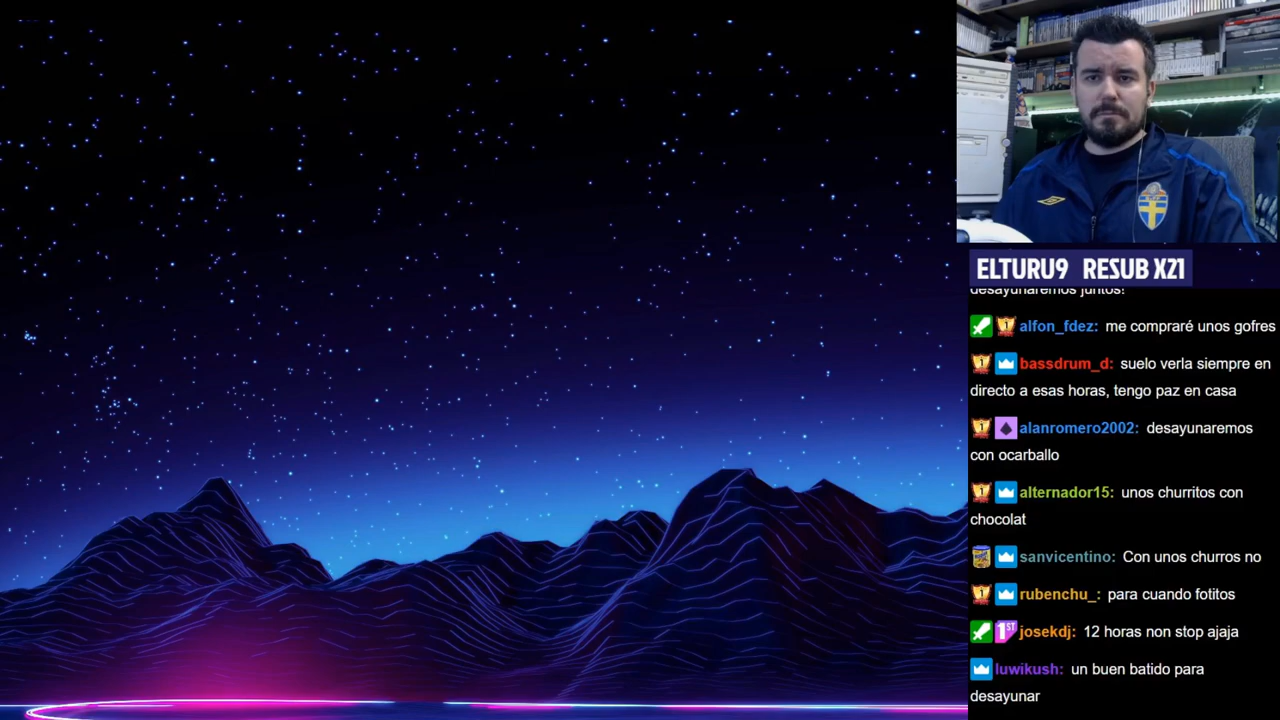 ELTURU9 RESUB X21
desayunaremos juntos!
alfon_fdez: me compraré unos gofres
bassdrum_d: suelo verla siempre en
directo a esas horas, tengo paz en casa
alanromero2002: desayunaremos
con ocarballo
alternador15: unos churritos con
chocolat
sanvicentino: Con unos churros no
rubenchu_: para cuando fotitos
1ST josekdj: 12 horas non stop ajaja
luwikush: un buen batido para
desayunar